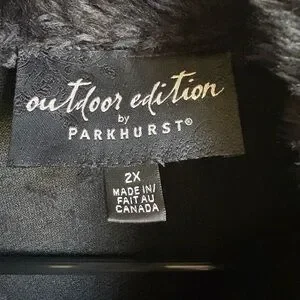 outdoor edition
by
PARKHURST®
2X
MADE IN/
FAIT AU
CANADA